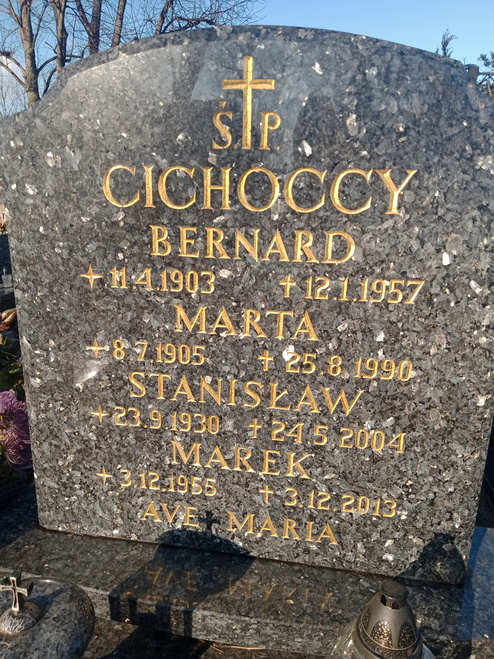 Ś.P.
CICHOCCY
BERNARD
11.4.1903 † 12.1.1957
MARTA
8.7.1905 † 25.8.1990
STANISŁAW
23.9.1930 † 24.5.2004
MAREK
3.12.1955 † 3.12.2013
AVE MARIA